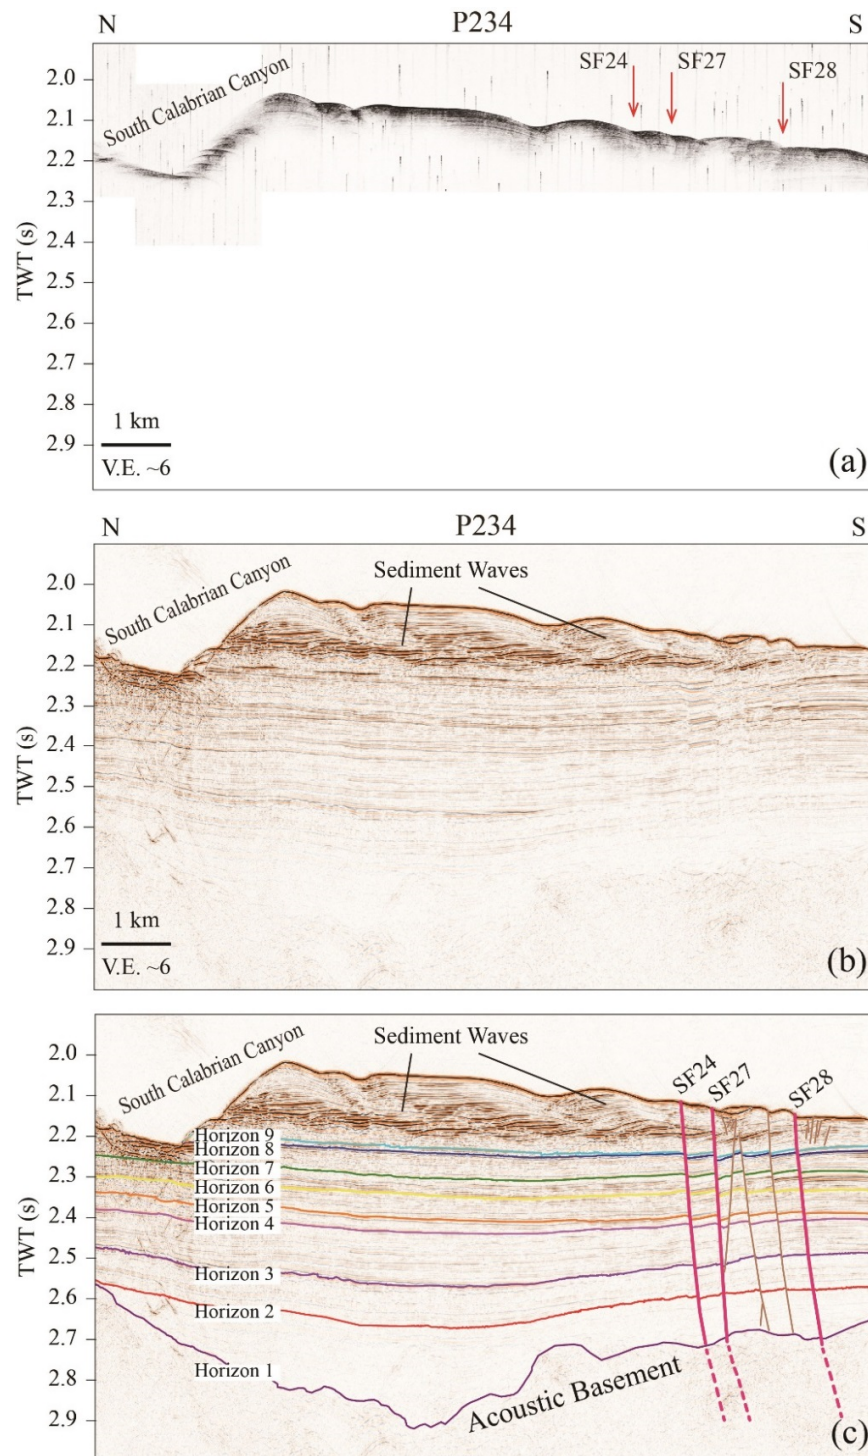 N P234 S
SF24
SF27
SF28
South Calabrian Canyon
2.0
2.1
2.2
2.3
2.4
2.5
2.6
2.7
2.8
2.9
TWT (s)
1 km
V.E. ~6
(a)
N P234 S
South Calabrian Canyon
Sediment Waves
2.0
2.1
2.2
2.3
2.4
2.5
2.6
2.7
2.8
2.9
TWT (s)
1 km
V.E. ~6
(b)
South Calabrian Canyon
Sediment Waves
SF24
SF27
SF28
2.0
2.1
2.2
2.3
2.4
2.5
2.6
2.7
2.8
2.9
TWT (s)
Horizon 9
Horizon 8
Horizon 7
Horizon 6
Horizon 5
Horizon 4
Horizon 3
Horizon 2
Horizon 1
Acoustic Basement
(c)